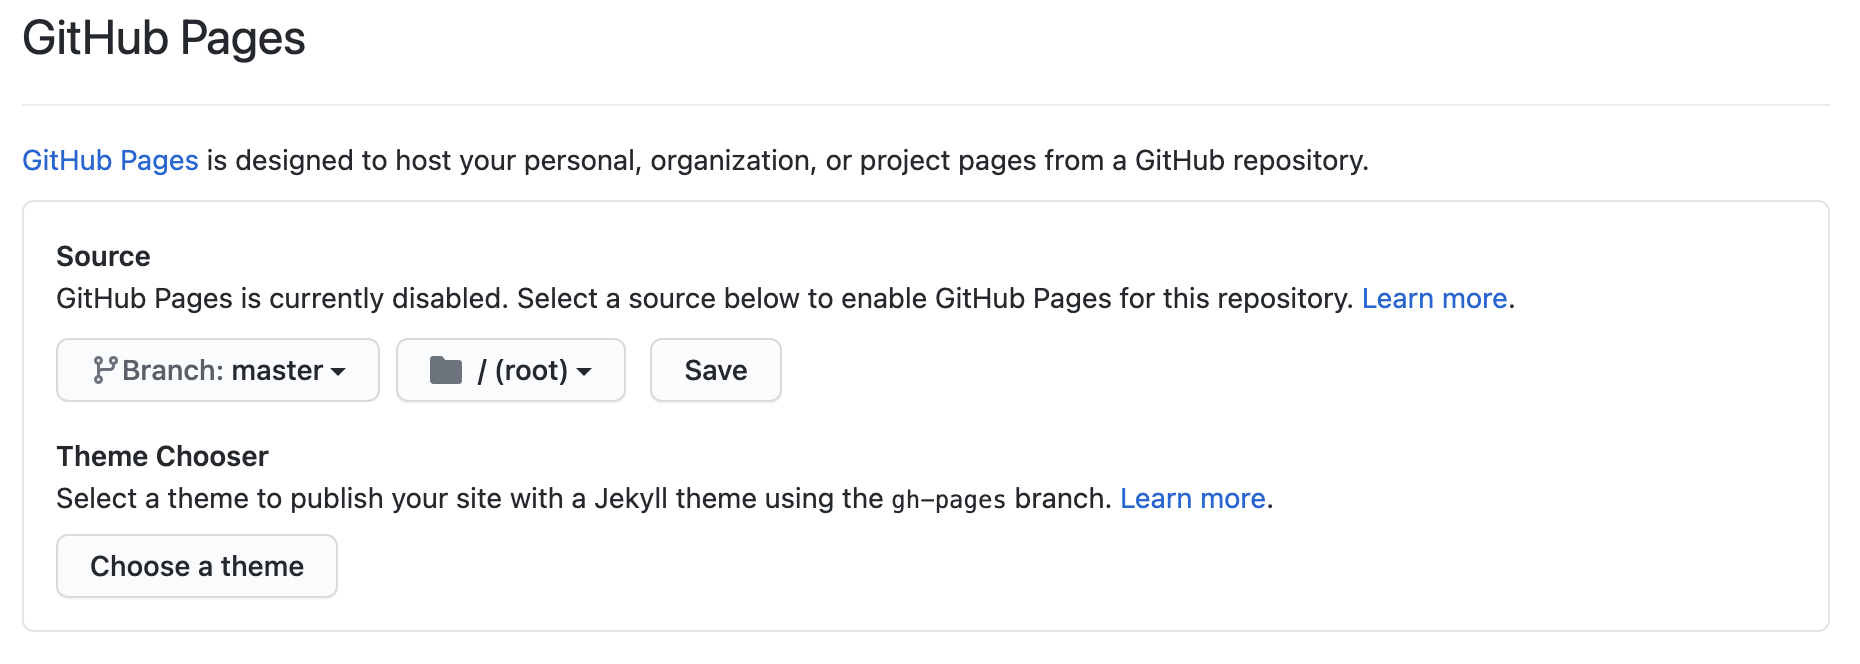 GitHub Pages
GitHub Pages is designed to host your personal, organization, or project pages from a GitHub repository.
Source
GitHub Pages is currently disabled. Select a source below to enable GitHub Pages for this repository. Learn more.
Branch: master / (root) Save
Theme Chooser
Select a theme to publish your site with a Jekyll theme using the gh-pages branch. Learn more.
Choose a theme